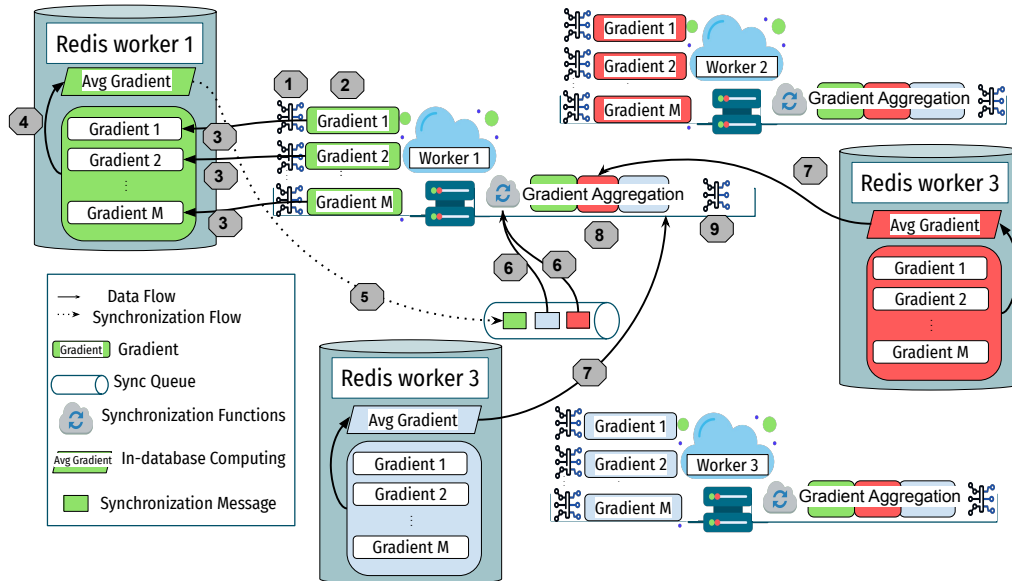 Redis worker 1
Avg Gradient
4
Gradient 1
Gradient 2
⋮
Gradient M
3
3
3
1
2
Gradient 1
Gradient 2
...
Gradient M
Worker 1
Gradient Aggregation
8
9
Gradient 1
Gradient 2
Gradient M
Worker 2
Gradient Aggregation
7
Redis worker 3
Avg Gradient
Gradient 1
Gradient 2
⋮
Gradient M
6
6
5
7
Data Flow
Synchronization Flow
Gradient Gradient
Sync Queue
Synchronization Functions
Avg Gradient In-database Computing
Synchronization Message
Redis worker 3
Avg Gradient
Gradient 1
Gradient 2
⋮
Gradient M
Gradient 1
Gradient 2
...
Gradient M
Worker 3
Gradient Aggregation